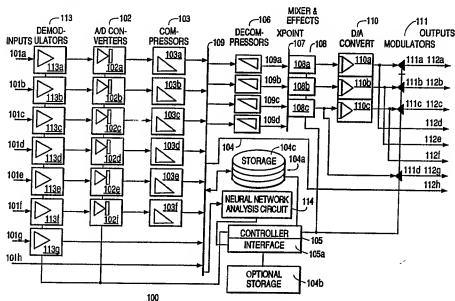 113 102 103 106 MIXER & EFFECTS 110 111
DEMOD- ULATORS A/D CON- VERTERS COM- PRESSORS 109 DECOM- PRESSORS XPOINT 107 108 D/A CONVERT MODULATORS OUTPUTS
INPUTS
101a 113a 102a 103a 109a 108a 110a 111a 112a
101b 113b 102b 103b 109b 108b 110b 111b 112b
101c 113c 102c 103c 109c 108c 110c 111c 112c
109d 112d
101d 113d 102d 103d 104 104c 112e
STORAGE 104a 112f
101e 113e 102e 103e 111d 112g
112h
101f 113f 102f 103f NEURAL NETWORK
ANALYSIS CIRCUIT
114
101g 113g CONTROLLER 105
INTERFACE 105a
101h
OPTIONAL
STORAGE 104b
100